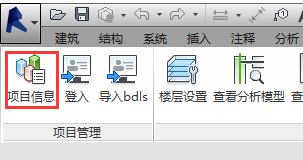 建筑 结构 系统 插入 注释 分析
项目信息 登入 导入bdls 楼层设置 查看分析模型 查看
项目管理